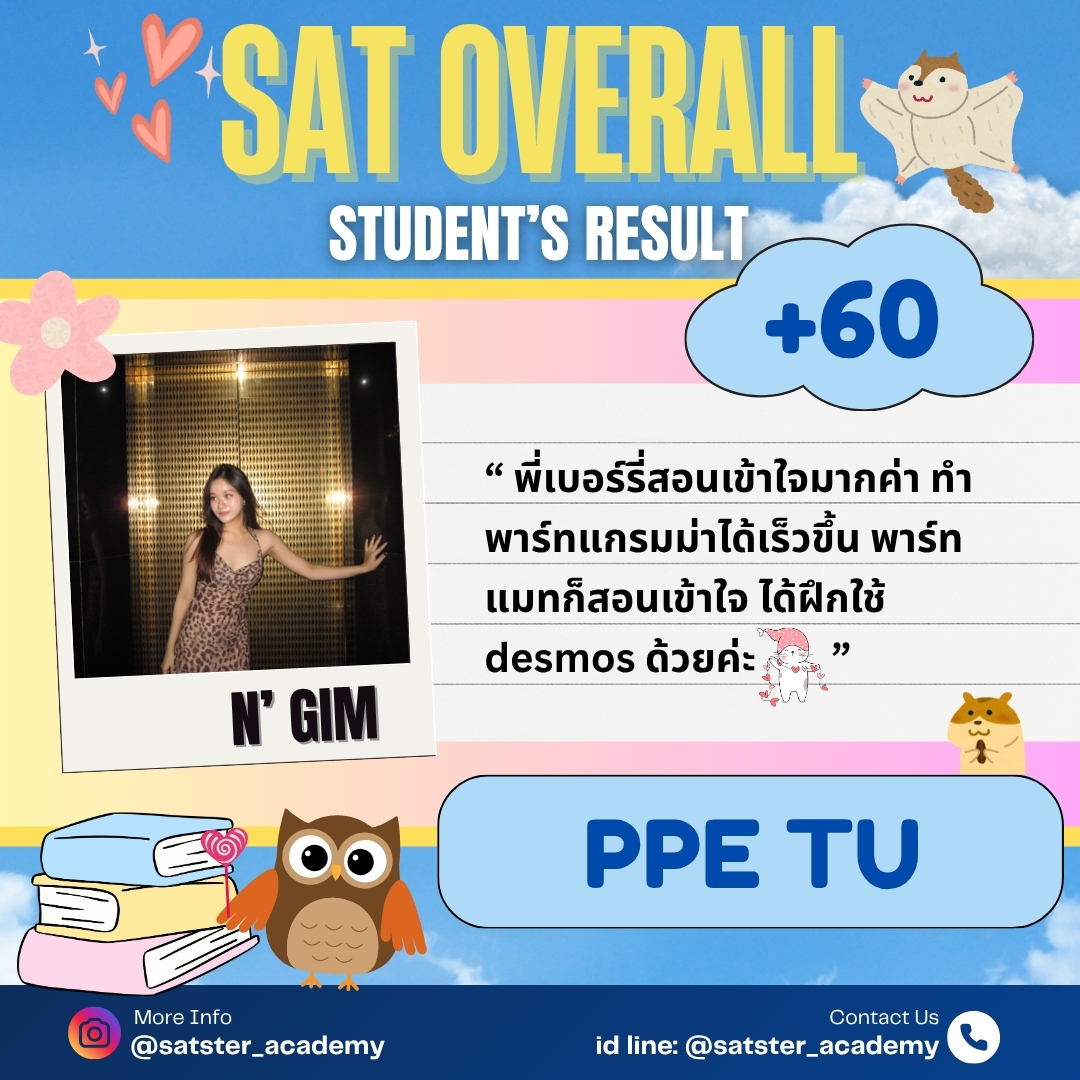 SAT OVERALL
STUDENT’S RESULT
+60
“ พี่เบอร์รี่สอนเข้าใจมากค่า ทำ
พาร์ทแกรมม่าได้เร็วขึ้น พาร์ท
แมทก็สอนเข้าใจ ได้ฝึกใช้
desmos ด้วยค่ะ ”
N’ GIM
PPE TU
More Info
@satster_academy
Contact Us
id line: @satster_academy